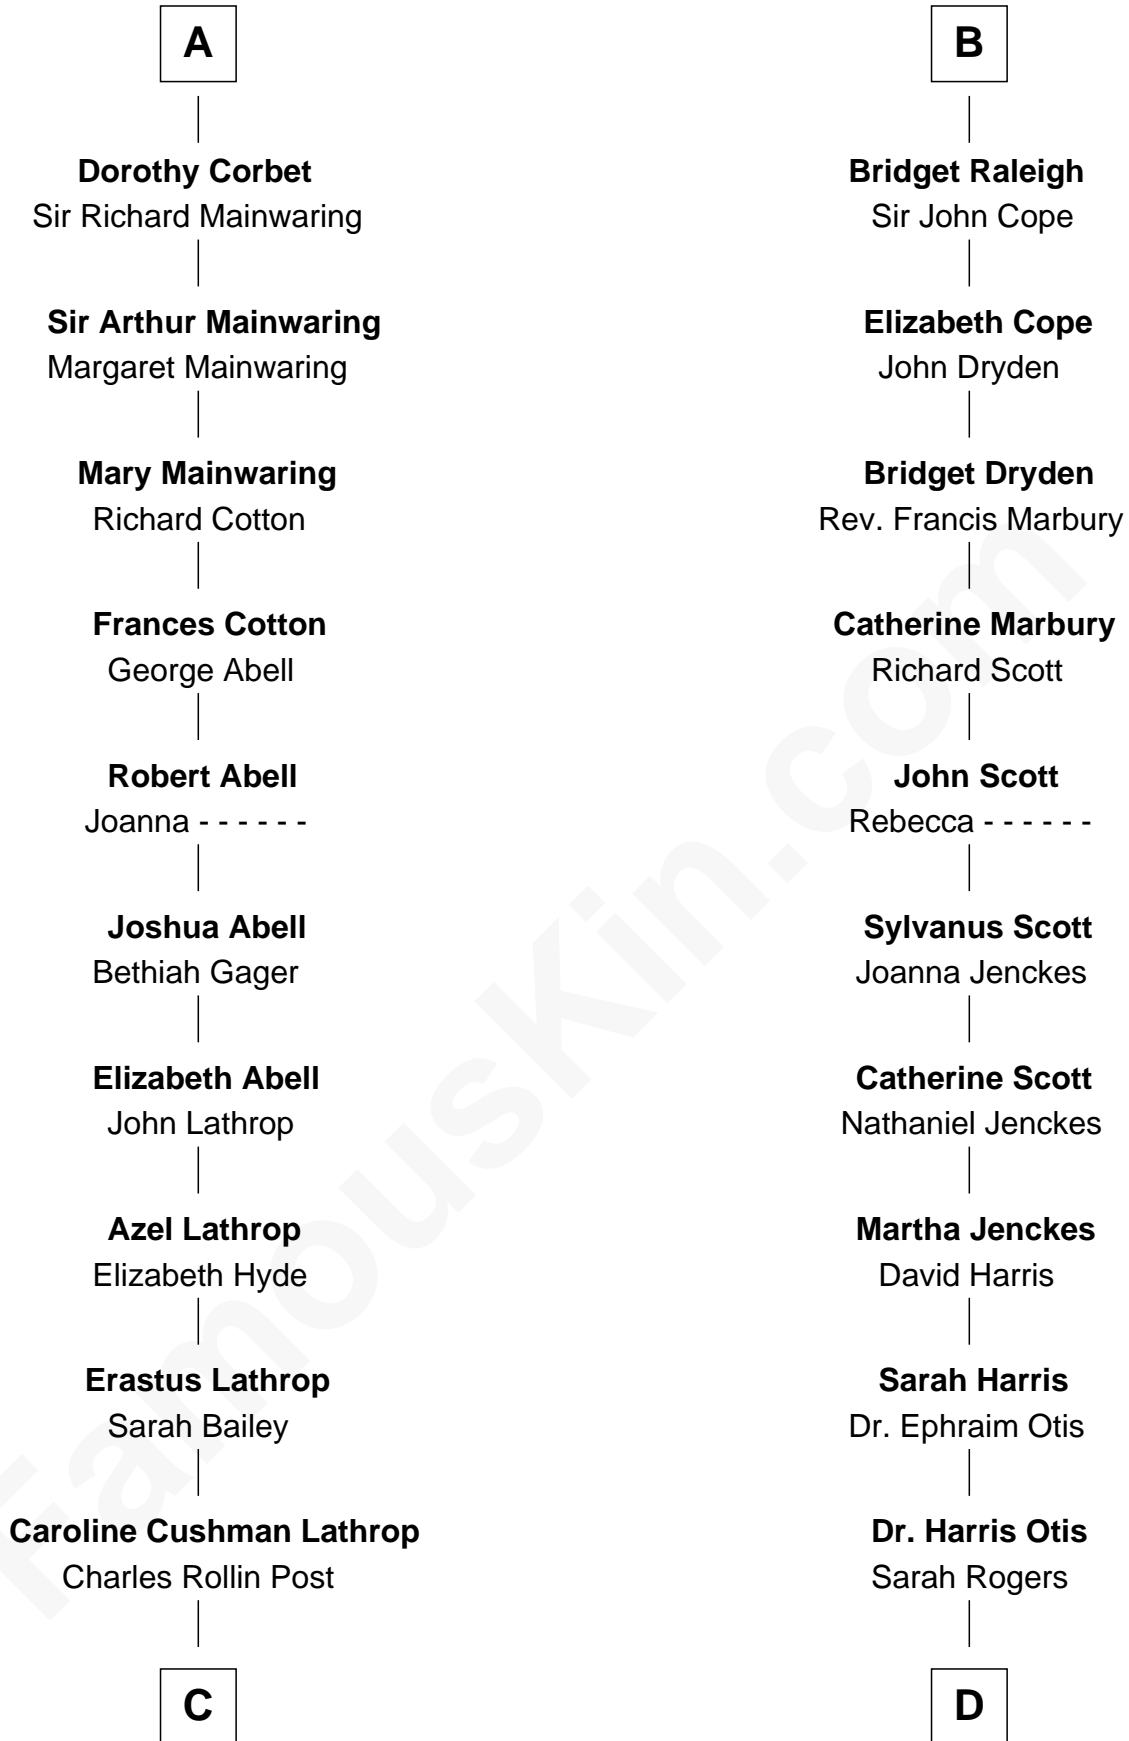 A
Dorothy Corbet
Sir Richard Mainwaring
Sir Arthur Mainwaring
Margaret Mainwaring
Mary Mainwaring
Richard Cotton
Frances Cotton
George Abell
Robert Abell
Joanna - - - - - -
Joshua Abell
Bethiah Gager
Elizabeth Abell
John Lathrop
Azel Lathrop
Elizabeth Hyde
Erastus Lathrop
Sarah Bailey
Caroline Cushman Lathrop
Charles Rollin Post
C
B
Bridget Raleigh
Sir John Cope
Elizabeth Cope
John Dryden
Bridget Dryden
Rev. Francis Marbury
Catherine Marbury
Richard Scott
John Scott
Rebecca - - - - - -
Sylvanus Scott
Joanna Jenckes
Catherine Scott
Nathaniel Jenckes
Martha Jenckes
David Harris
Sarah Harris
Dr. Ephraim Otis
Dr. Harris Otis
Sarah Rogers
D
FamousKin.com